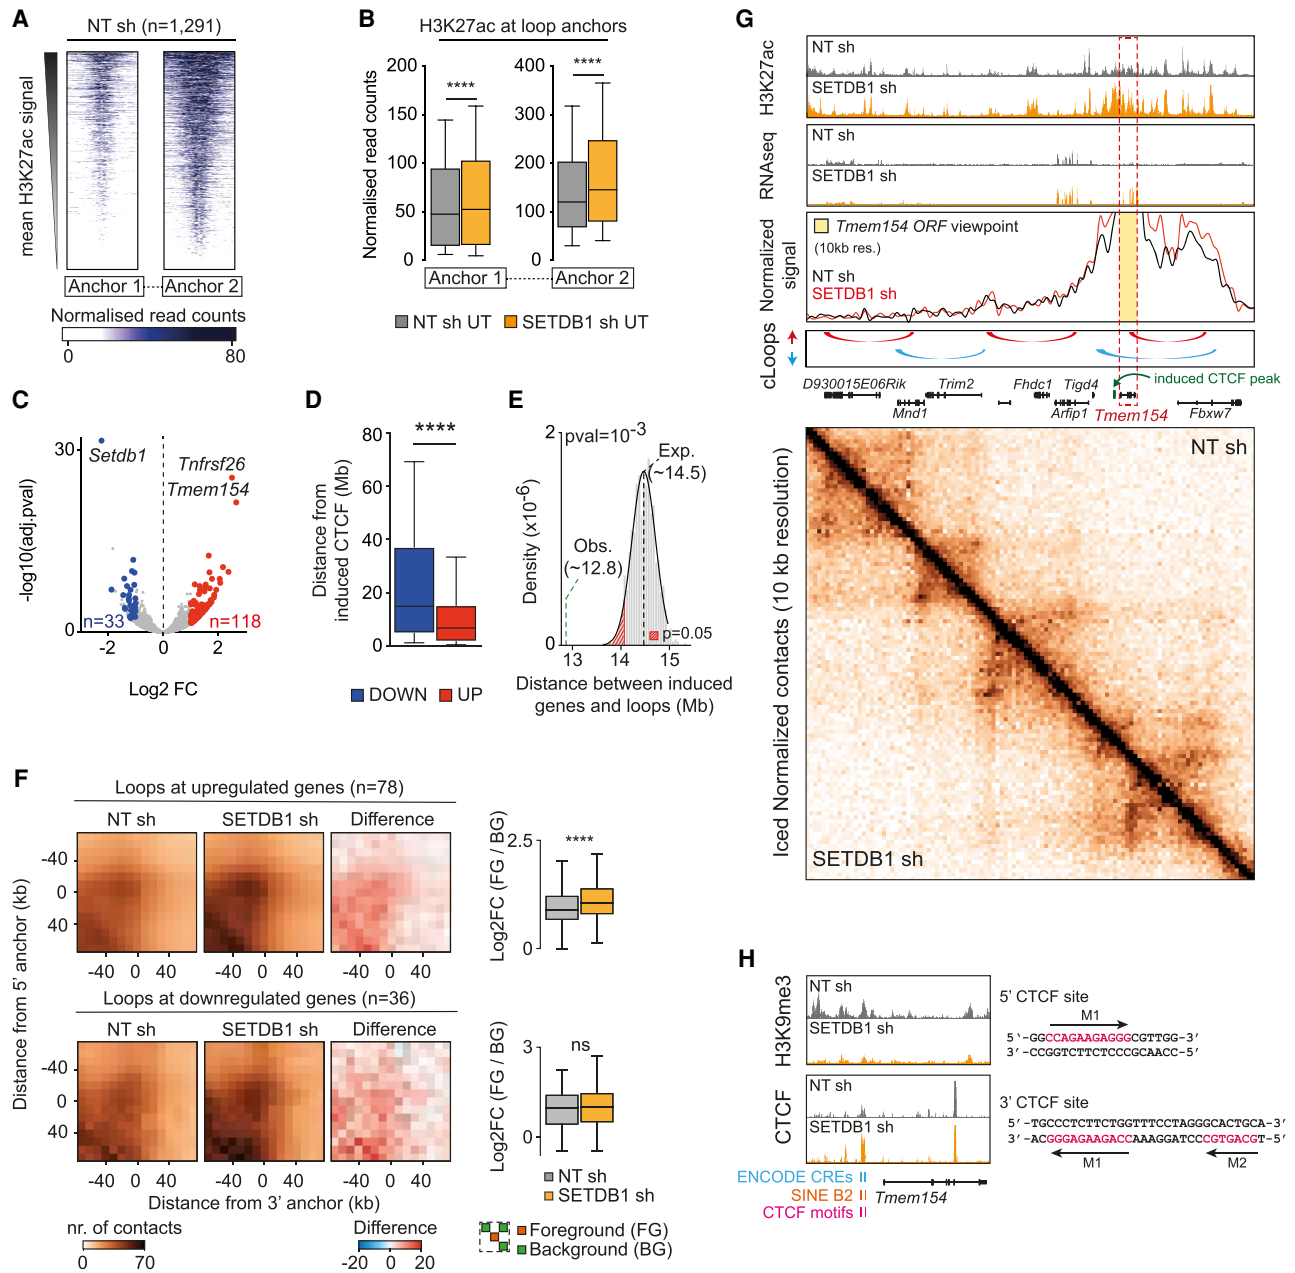 A
NT sh (n=1,291)
mean H3K27ac signal
Anchor 1
Anchor 2
Normalised read counts
0
80
B
H3K27ac at loop anchors
Normalised read counts
200
150
100
50
0
****
400
300
200
100
0
****
Anchor 1
Anchor 2
NT sh UT
SETDB1 sh UT
C
-log10(adj.pval)
30
0
Setdb1
Tnfrsf26
Tmem154
n=33
n=118
-2
0
2
Log2 FC
D
Distance from
induced CTCF (Mb)
80
60
40
20
0
****
DOWN
UP
E
Density (x10-6)
2
0
pval=10-3
Exp.
(~14.5)
Obs.
(~12.8)
p=0.05
13
14
15
Distance between induced
genes and loops (Mb)
F
Loops at upregulated genes (n=78)
NT sh
SETDB1 sh
Difference
-40
0
40
-40 0 40
-40 0 40
-40 0 40
Log2FC (FG / BG)
2.5
0
****
Loops at downregulated genes (n=36)
NT sh
SETDB1 sh
Difference
-40
0
40
-40 0 40
-40 0 40
-40 0 40
Distance from 5' anchor (kb)
Distance from 3' anchor (kb)
Log2FC (FG / BG)
3
0
ns
NT sh
SETDB1 sh
nr. of contacts
0
70
Difference
-20
0
20
Foreground (FG)
Background (BG)
G
H3K27ac
NT sh
SETDB1 sh
RNAseq
NT sh
SETDB1 sh
Normalized
signal
Tmem154 ORF viewpoint
(10kb res.)
NT sh
SETDB1 sh
cLoops
induced CTCF peak
D930015E06Rik
Mnd1
Trim2
Fhdc1
Tigd4
Arfip1
Tmem154
Fbxw7
Iced Normalized contacts (10 kb resolution)
NT sh
SETDB1 sh
H
H3K9me3
NT sh
SETDB1 sh
CTCF
NT sh
SETDB1 sh
ENCODE CREs
SINE B2
CTCF motifs
Tmem154
5' CTCF site
M1
5'-GGCCAGAAGAGGGCGTTGG-3'
3'-CCGGTCTTCTCCCGCAACC-5'
3' CTCF site
5'-TGCCCTCTTCTGGTTTCCTAGGGCACTGCA-3'
3'-ACGGGAGAAGACCAAAGGATCCCGTGACGT-5'
M1
M2